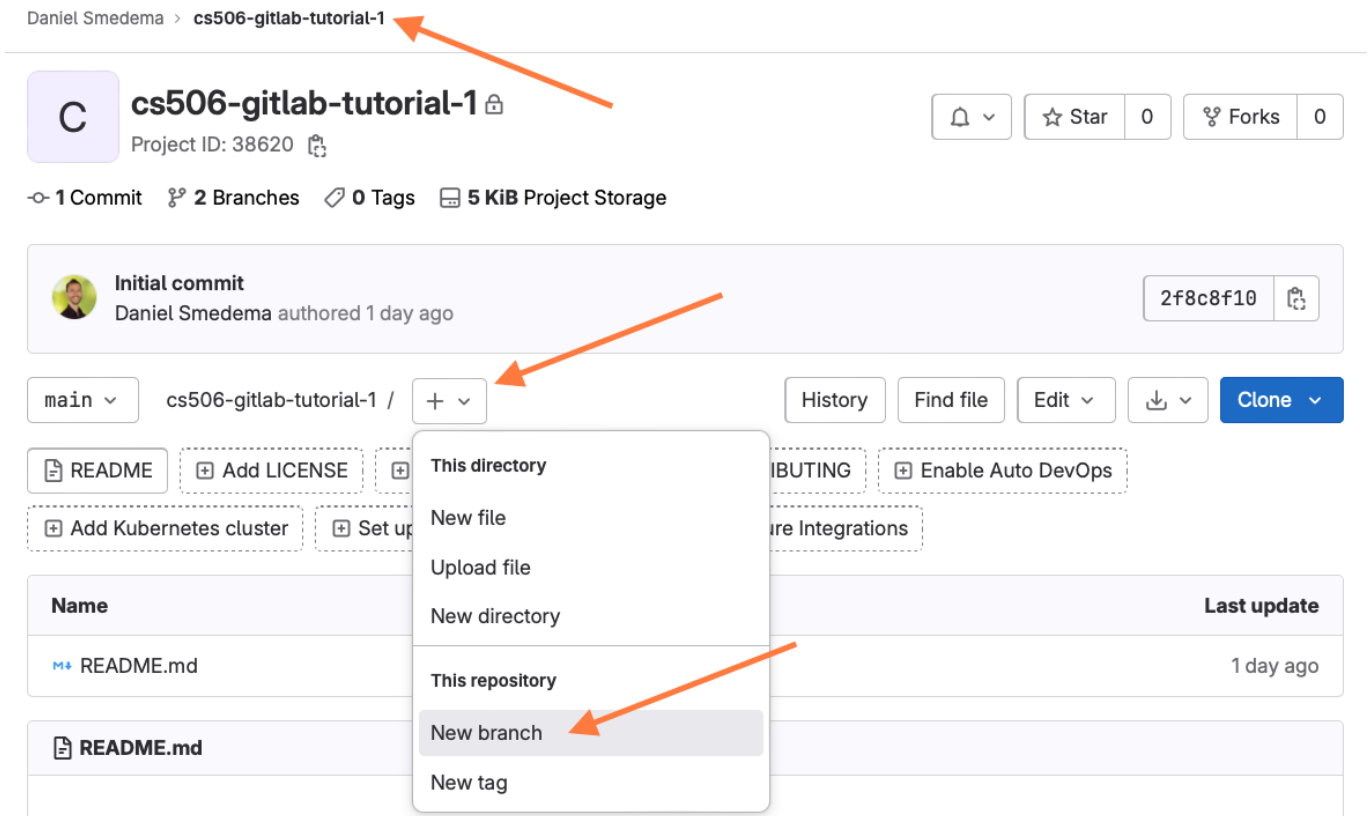 Daniel Smedema > cs506-gitlab-tutorial-1
C
cs506-gitlab-tutorial-1
Project ID: 38620
Star 0
Forks 0
1 Commit 2 Branches 0 Tags 5 KiB Project Storage
Initial commit
Daniel Smedema authored 1 day ago
2f8c8f10
main cs506-gitlab-tutorial-1 / +
History Find file Edit Clone
README Add LICENSE IBUTING Enable Auto DevOps
Add Kubernetes cluster Set up ure Integrations
This directory
New file
Upload file
New directory
This repository
New branch
New tag
Name Last update
README.md 1 day ago
README.md